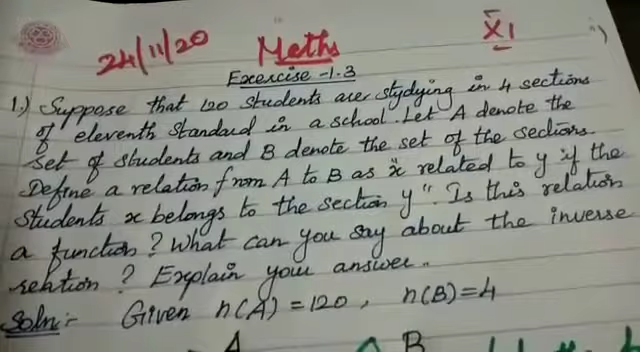 24/11/20 Maths XI
Exercise -1.3
1.) Suppose that 120 students are stydying in 4 sections
of eleventh standard in a school. Let A denote the
set of students and B denote the set of the sections.
Define a relation from A to B as "x related to y if the
students x belongs to the section y". Is this relation
a function? What can you say about the inverse
relation? Explain your answer.
Soln:- Given n(A) = 120, n(B) = 4
A B